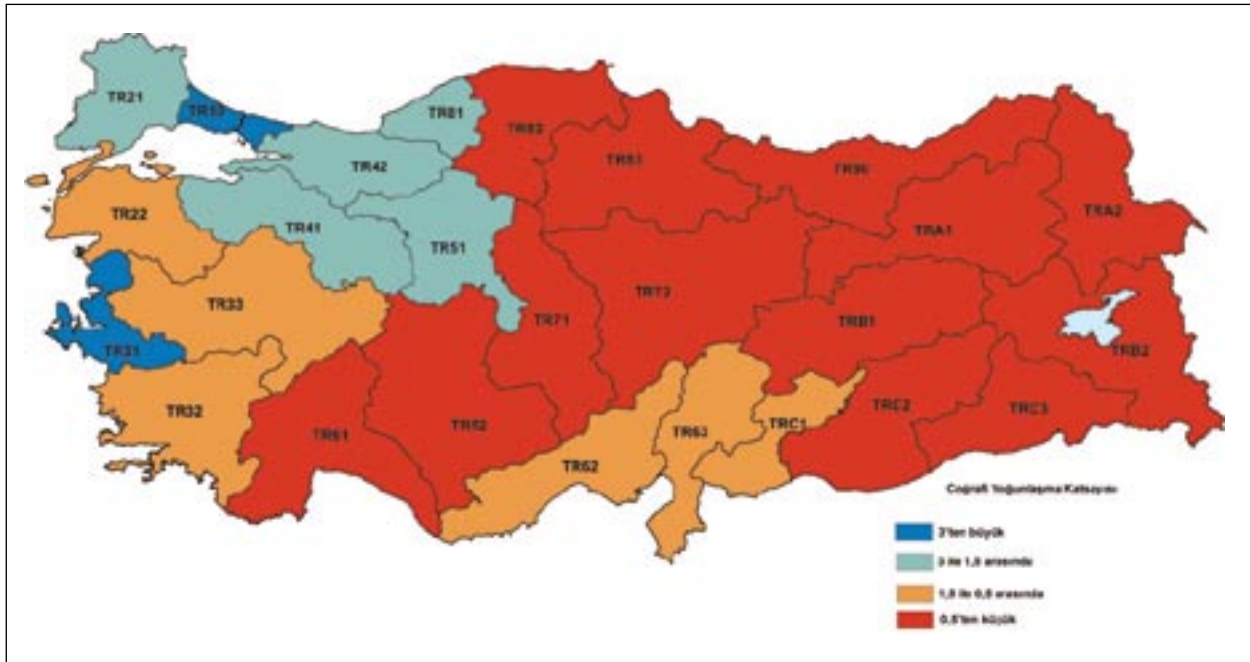 TR21
TR10
TR81
TR82
TR83
TR90
TRA2
TR42
TRA1
TR22
TR41
TR51
TR33
TR72
TR71
TRB1
TRB2
TR31
TR32
TR61
TR52
TR63
TRC1
TRC2
TRC3
TR62
Coğrafi Yoğunlaşma Katsayısı
3'ten büyük
3 ile 1,5 arasında
1,5 ile 0,5 arasında
0,5'ten küçük